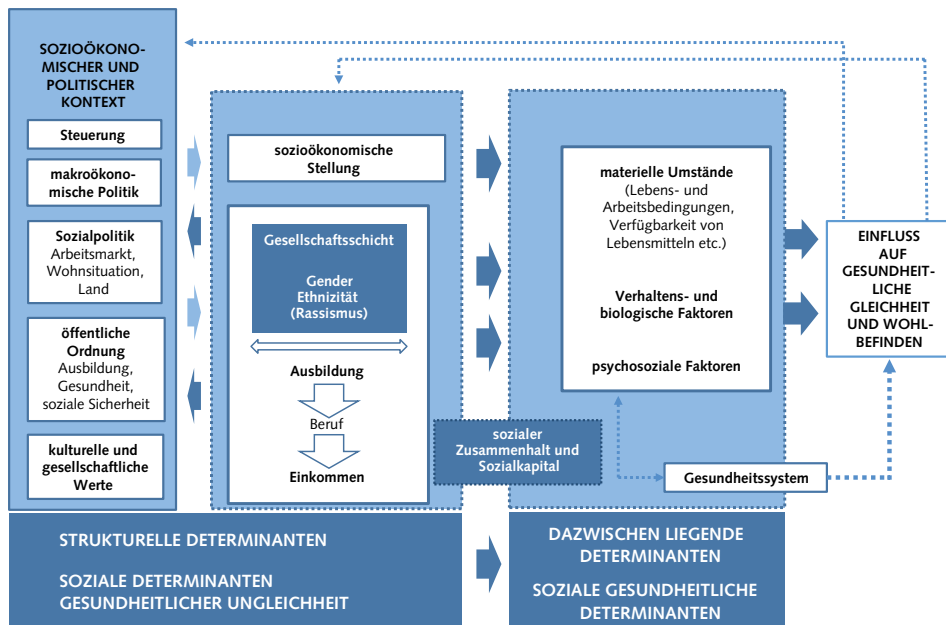 SOZIOÖKONO-
MISCHER UND
POLITISCHER
KONTEXT
Steuerung
makroökono-
mische Politik
Sozialpolitik
Arbeitsmarkt,
Wohnsituation,
Land
öffentliche
Ordnung
Ausbildung,
Gesundheit,
soziale Sicherheit
kulturelle und
gesellschaftliche
Werte
sozioökonomische
Stellung
Gesellschaftsschicht
Gender
Ethnizität
(Rassismus)
Ausbildung
Beruf
Einkommen
sozialer
Zusammenhalt und
Sozialkapital
materielle Umstände
(Lebens- und
Arbeitsbedingungen,
Verfügbarkeit von
Lebensmitteln etc.)
Verhaltens- und
biologische Faktoren
psychosoziale Faktoren
Gesundheitssystem
EINFLUSS
AUF
GESUNDHEIT-
LICHE
GLEICHHEIT
UND WOHL-
BEFINDEN
STRUKTURELLE DETERMINANTEN
SOZIALE DETERMINANTEN
GESUNDHEITLICHER UNGLEICHHEIT
DAZWISCHEN LIEGENDE
DETERMINANTEN
SOZIALE GESUNDHEITLICHE
DETERMINANTEN